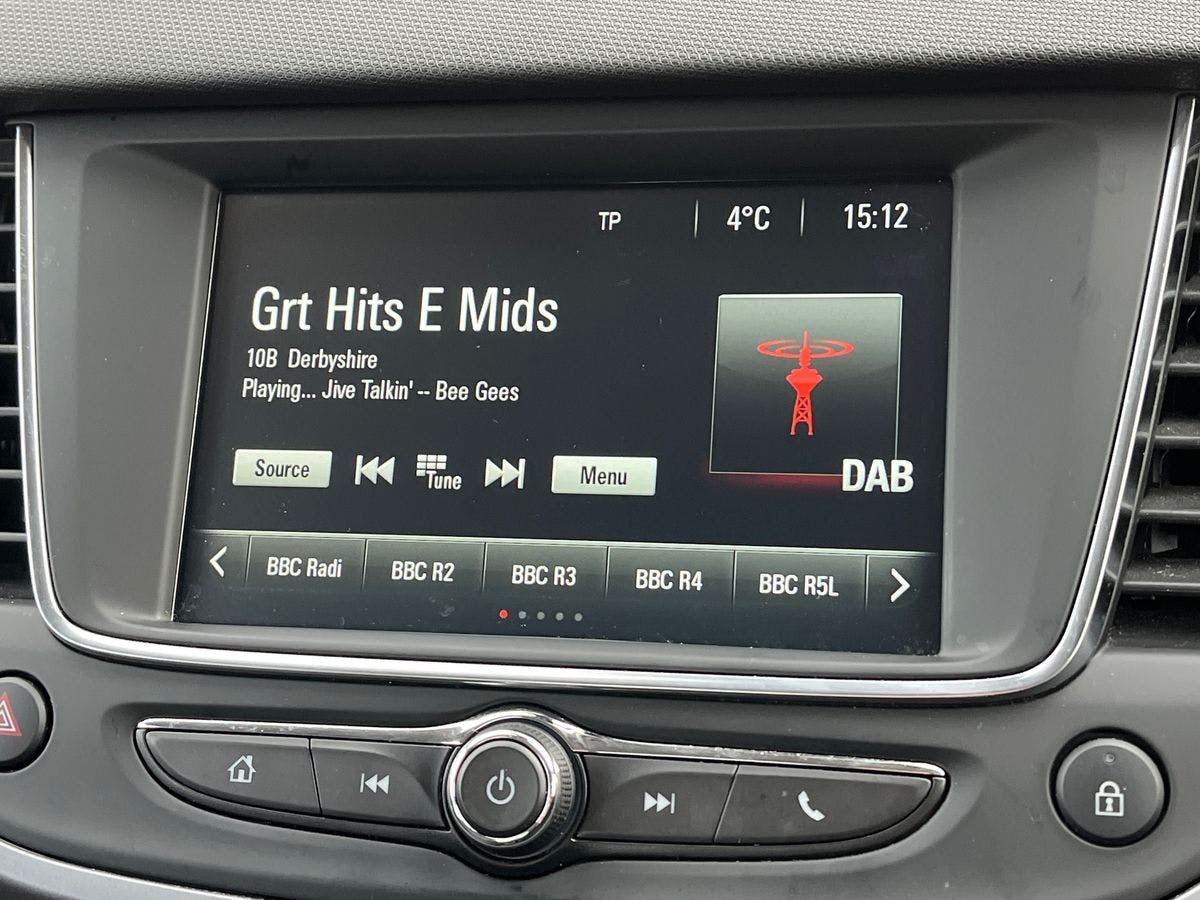 TP 4°C 15:12
Grt Hits E Mids
10B Derbyshire
Playing... Jive Talkin' -- Bee Gees
DAB
Source Tune Menu
BBC Radi BBC R2 BBC R3 BBC R4 BBC R5L